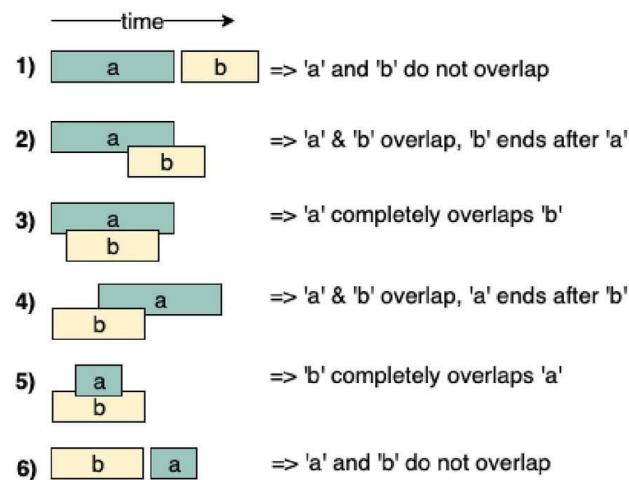 time
1) a b => 'a' and 'b' do not overlap
2) a b => 'a' & 'b' overlap, 'b' ends after 'a'
3) a b => 'a' completely overlaps 'b'
4) a b => 'a' & 'b' overlap, 'a' ends after 'b'
5) a b => 'b' completely overlaps 'a'
6) b a => 'a' and 'b' do not overlap